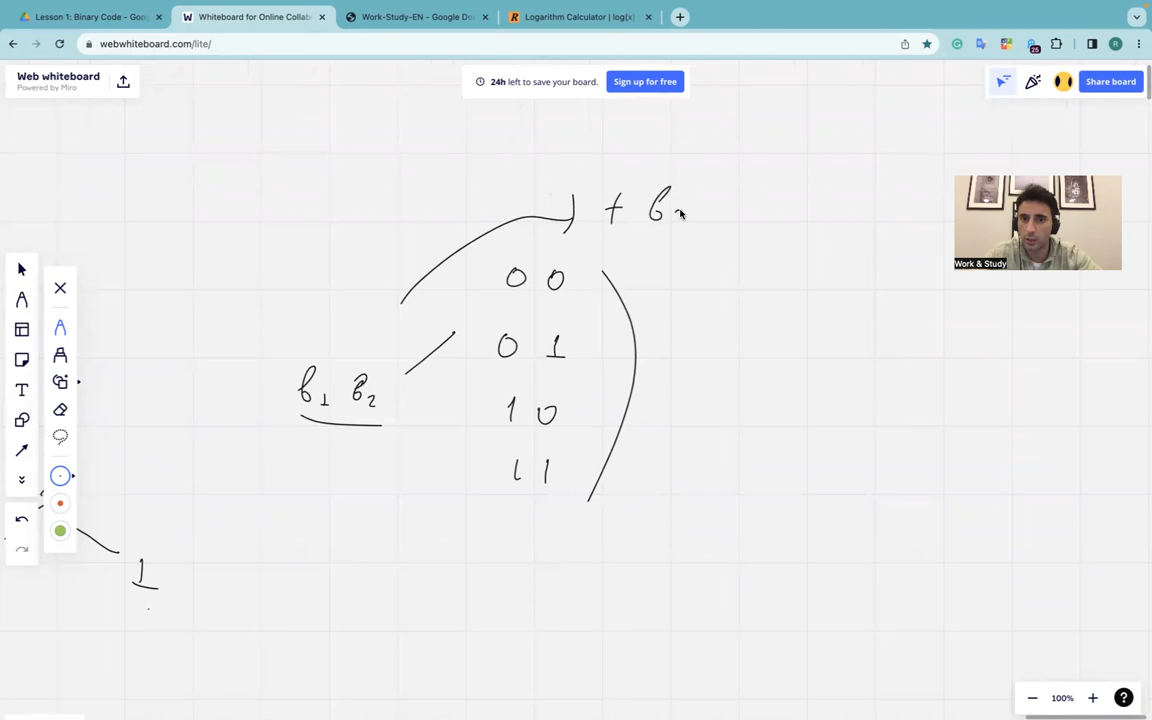 Lesson 1: Binary Code - Goo
Whiteboard for Online Collab
Work-Study-EN - Google Do
Logarithm Calculator | log(x)
webwhiteboard.com/lite/
25
R
Web whiteboard
Powered by Miro
24h left to save your board.
Sign up for free
Share board
Work & Study
T
+ b
0 0
0 1
b1 b2
1 0
1 1
1
100%
?